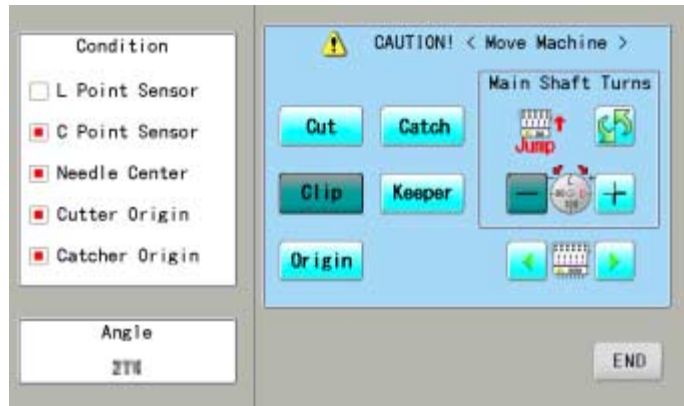 Condition
L Point Sensor
C Point Sensor
Needle Center
Cutter Origin
Catcher Origin
Angle
CAUTION! < Move Machine >
Main Shaft Turns
Cut
Catch
Jump
Clip
Keeper
Origin
END